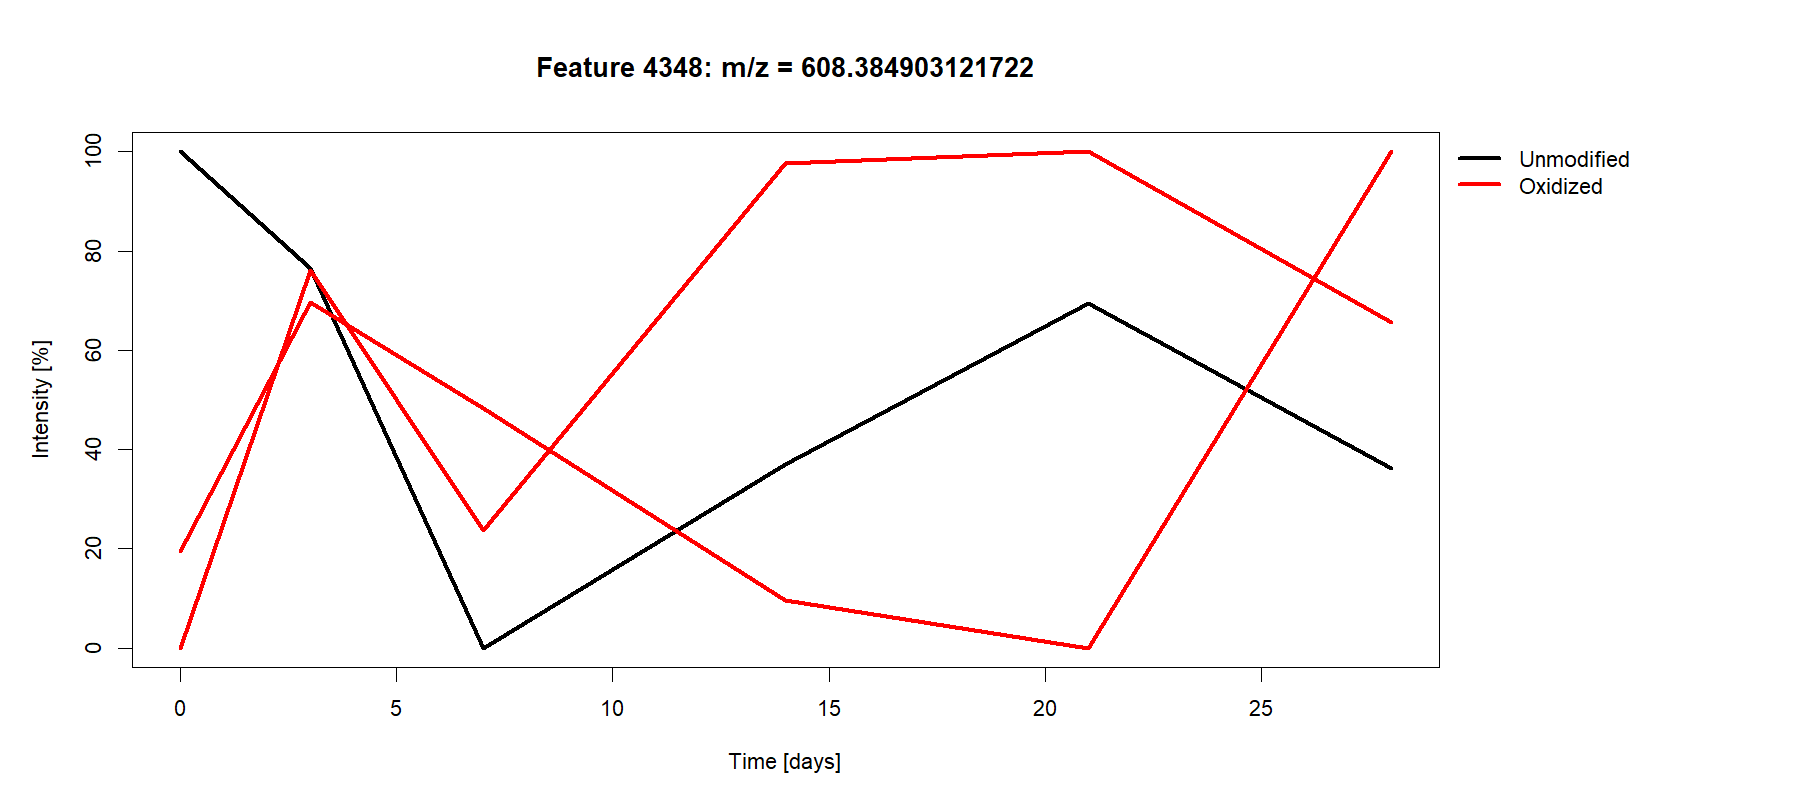 Feature 4348: m/z = 608.384903121722
Unmodified
Oxidized
Intensity [%]
100
80
60
40
20
0
0 5 10 15 20 25
Time [days]